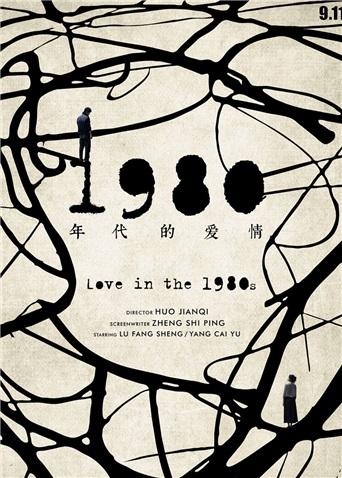 9.11
1980
年代的爱情
Love in the 1980s
DIRECTOR HUO JIANQI
SCREENWRITER ZHENG SHI PING
STARRING LU FANG SHENG/YANG CAI YU